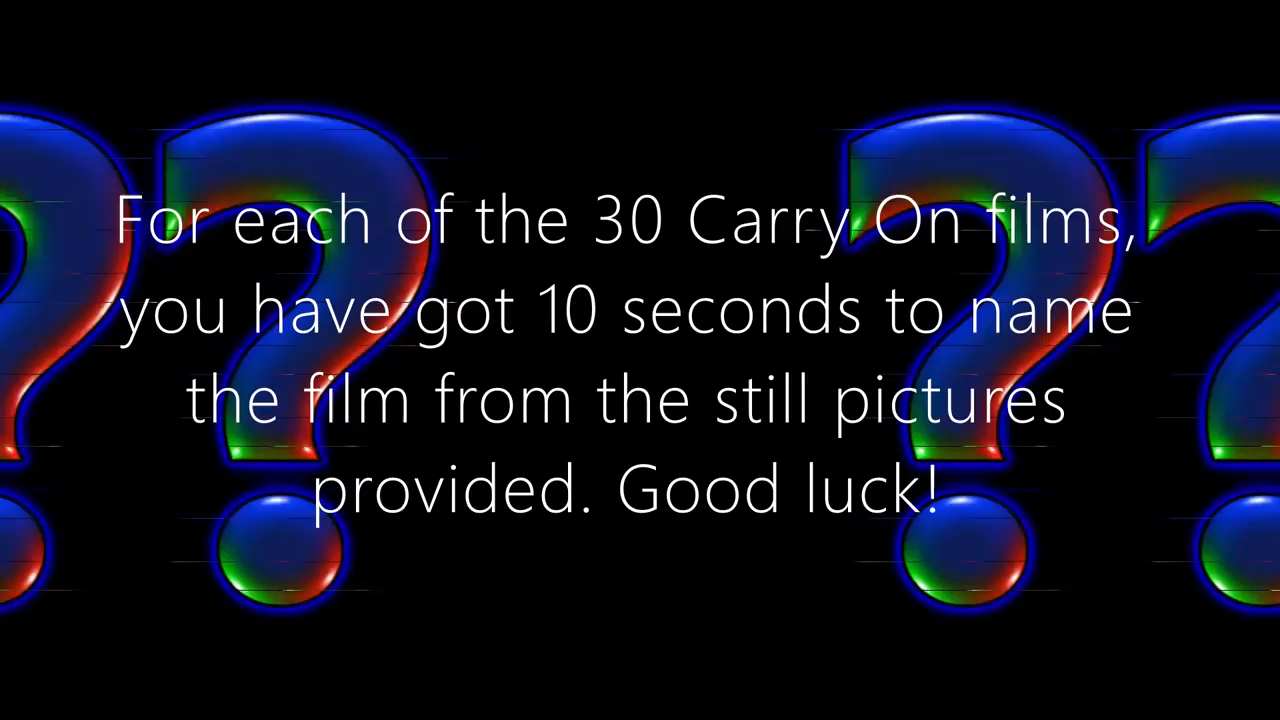 For each of the 30 Carry On films,
you have got 10 seconds to name
the film from the still pictures
provided. Good luck!